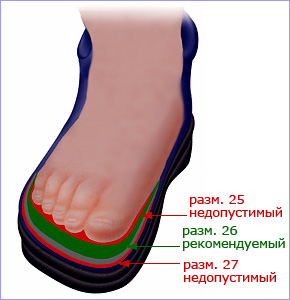 разм. 25
недопустимый
разм. 26
рекомендуемый
разм. 27
недопустимый